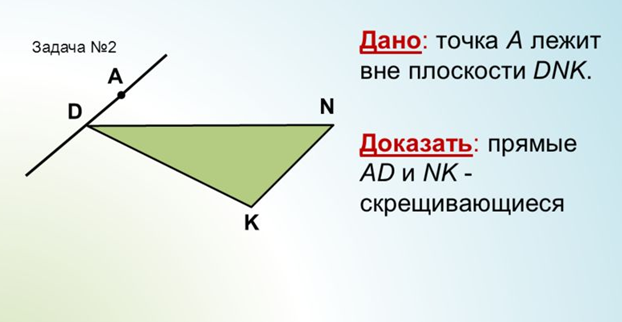 Задача №2
A
D
N
K
Дано: точка A лежит
вне плоскости DNK.
Доказать: прямые
AD и NK -
скрещивающиеся